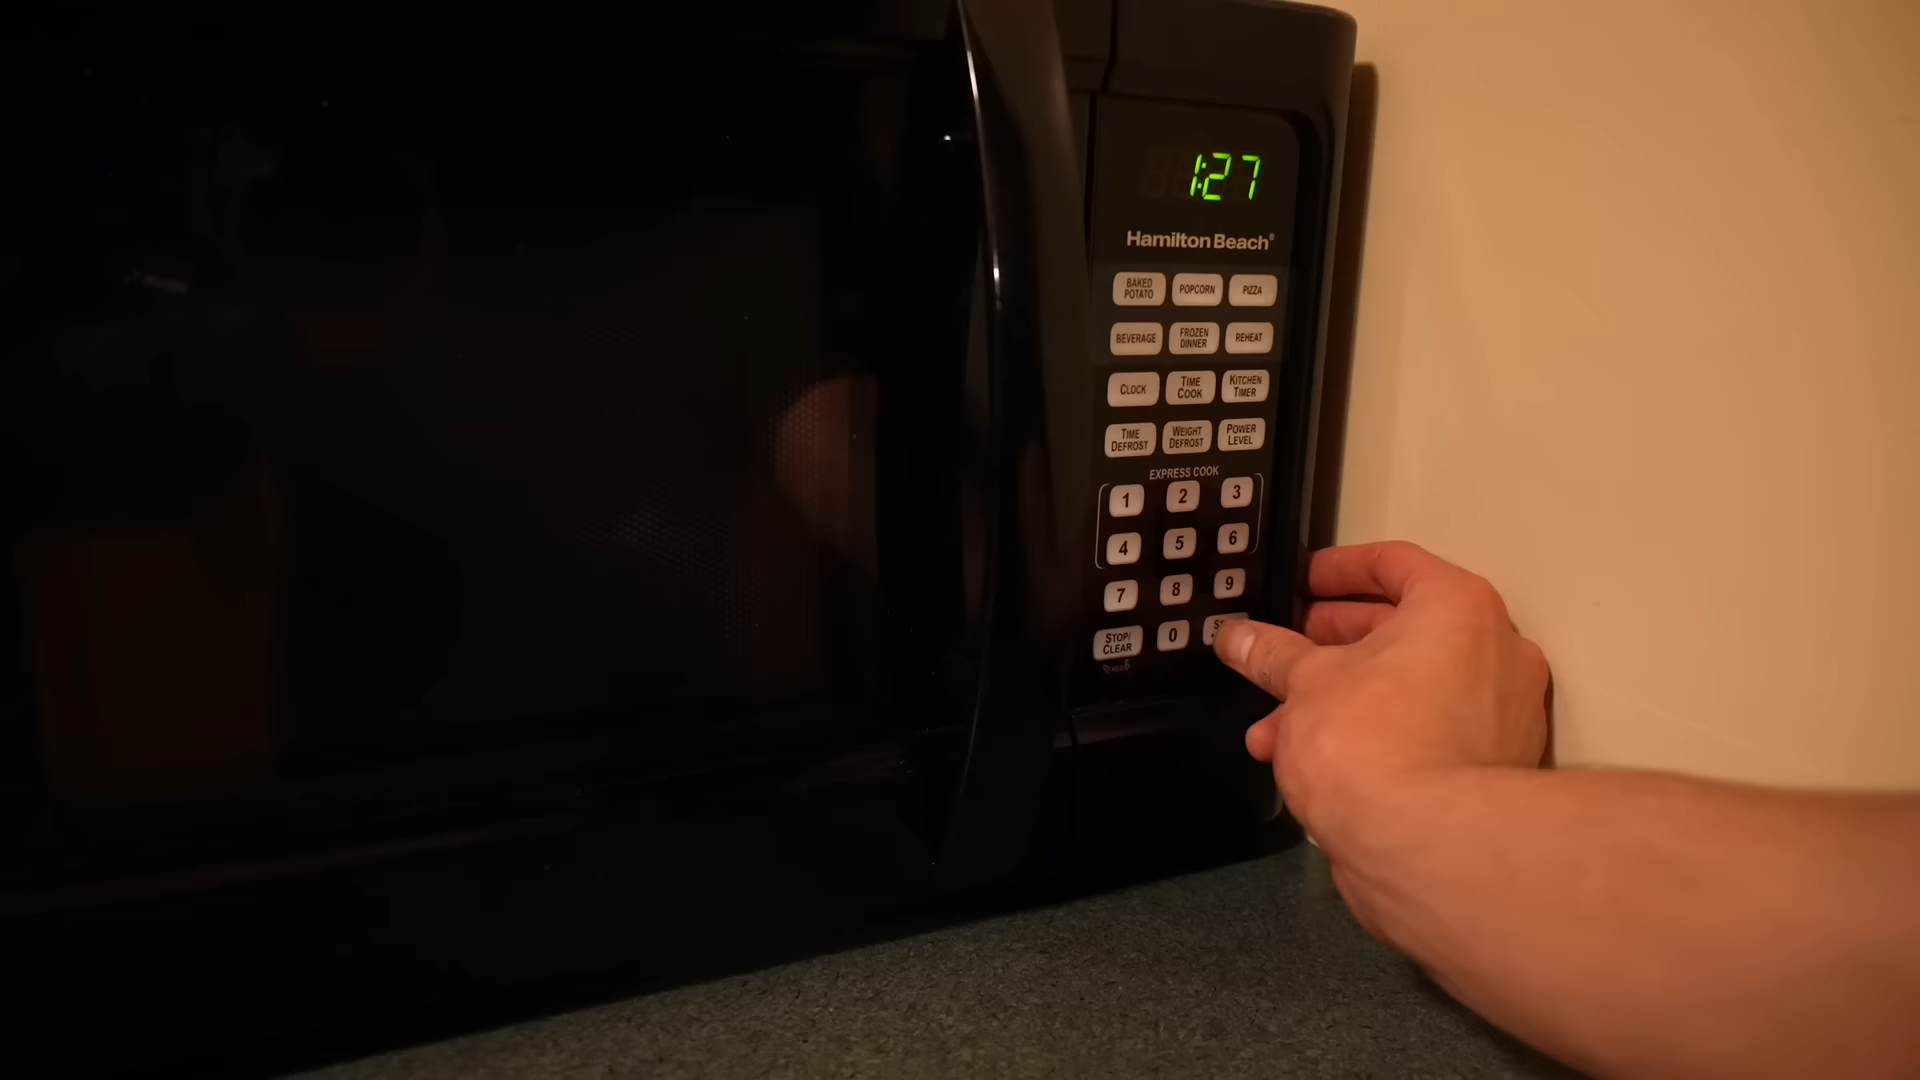 1:27
Hamilton Beach®
BAKED POTATO
POPCORN
PIZZA
BEVERAGE
FROZEN DINNER
REHEAT
CLOCK
TIME COOK
KITCHEN TIMER
TIME DEFROST
WEIGHT DEFROST
POWER LEVEL
EXPRESS COOK
1 2 3
4 5 6
7 8 9
STOP/ CLEAR
0